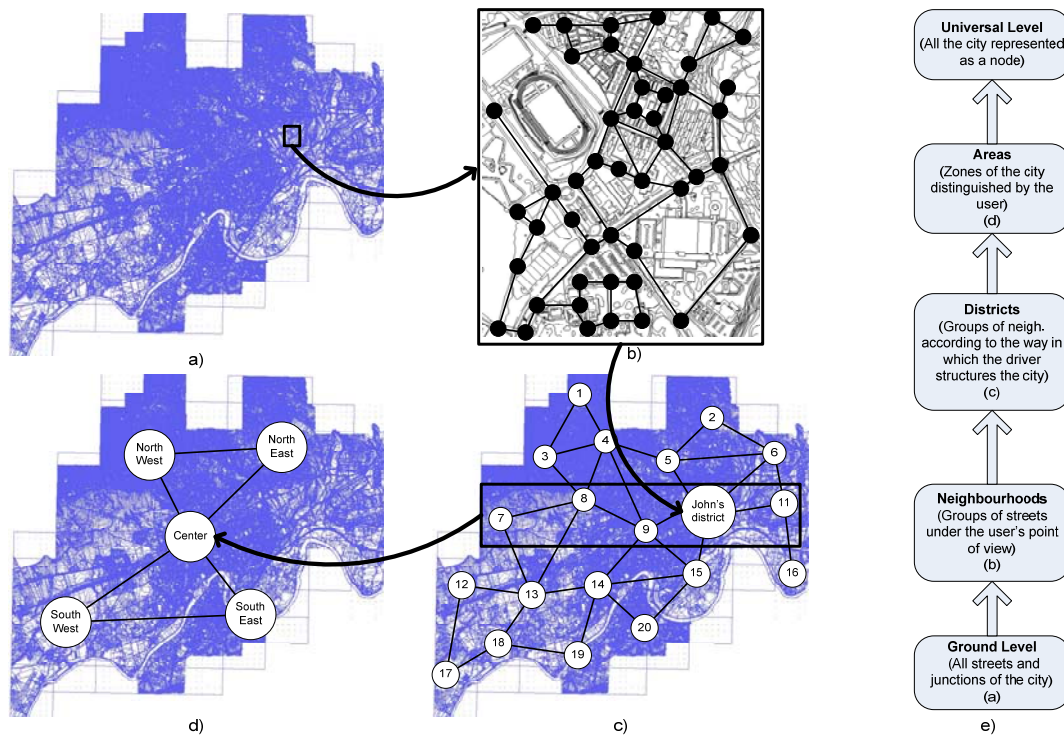 a)
b)
North
West
North
East
Center
South
West
South
East
d)
1
2
3
4
5
6
7
8
9
John's
district
11
12
13
14
15
16
17
18
19
20
c)
Universal Level
(All the city represented
as a node)
Areas
(Zones of the city
distinguished by the
user)
(d)
Districts
(Groups of neigh.
according to the way in
which the driver
structures the city)
(c)
Neighbourhoods
(Groups of streets
under the user's point
of view)
(b)
Ground Level
(All streets and
junctions of the city)
(a)
e)